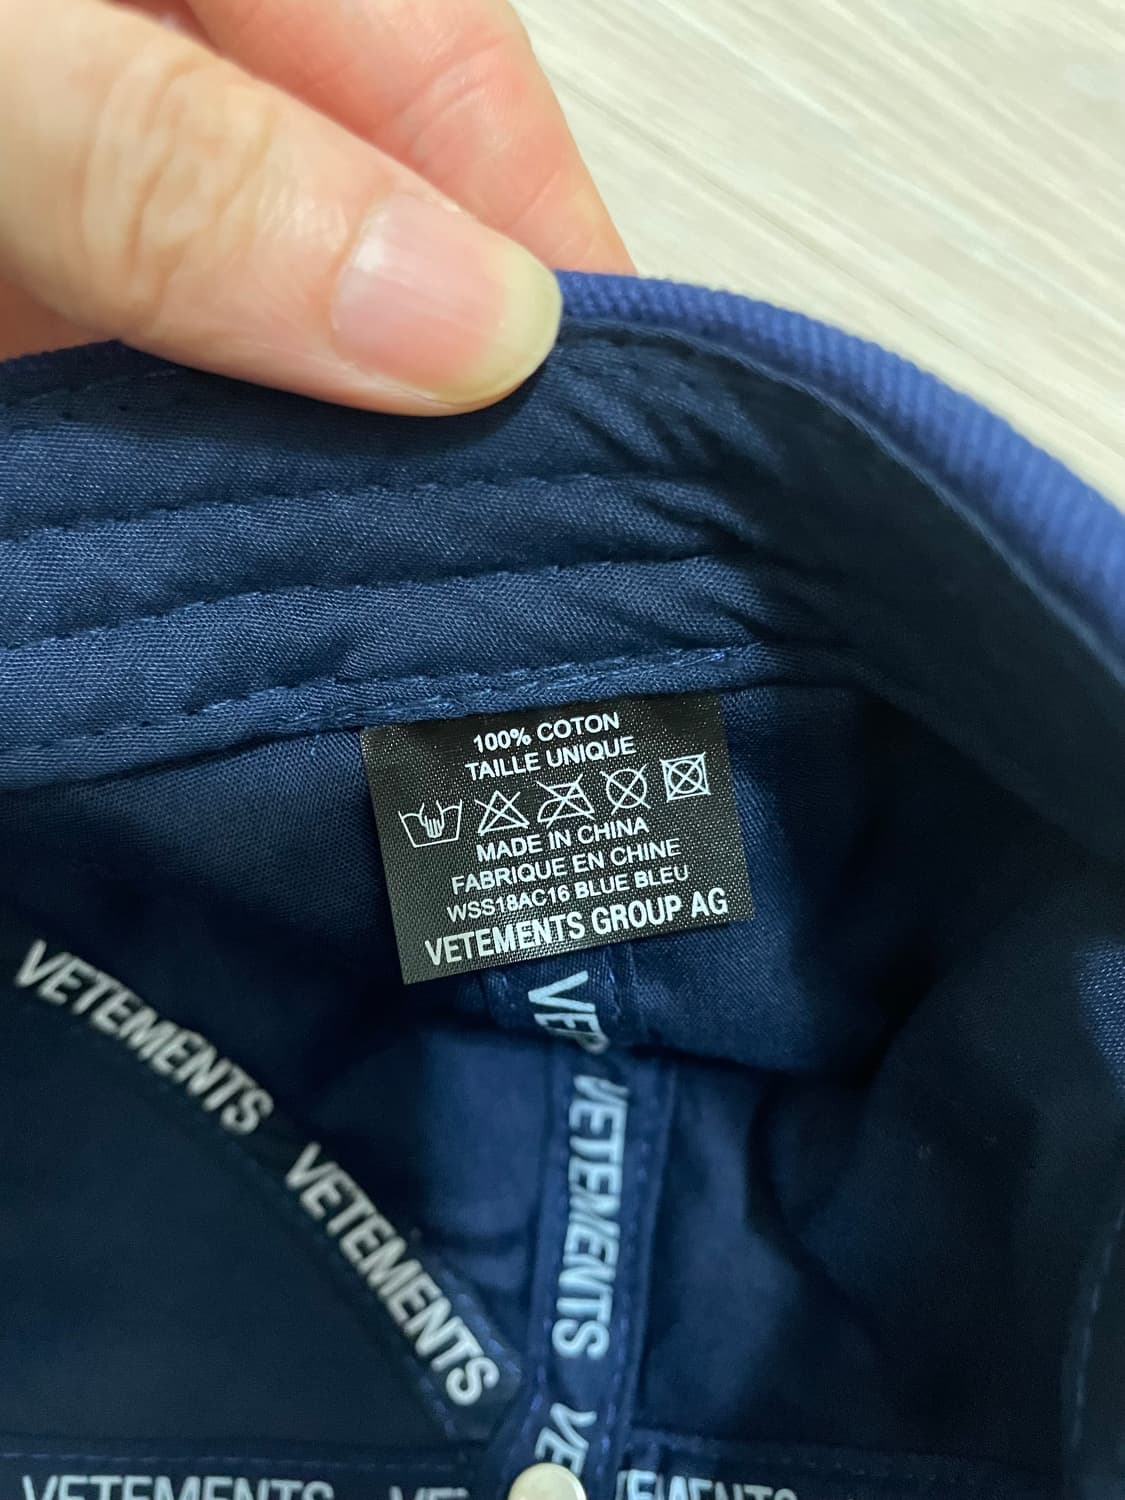 100% COTON
TAILLE UNIQUE
MADE IN CHINA
FABRIQUE EN CHINE
WSS18AC16 BLUE BLEU
VETEMENTS GROUP AG
VETEMENTS VETEMENTS
VETEMENTS
VETEMENTS